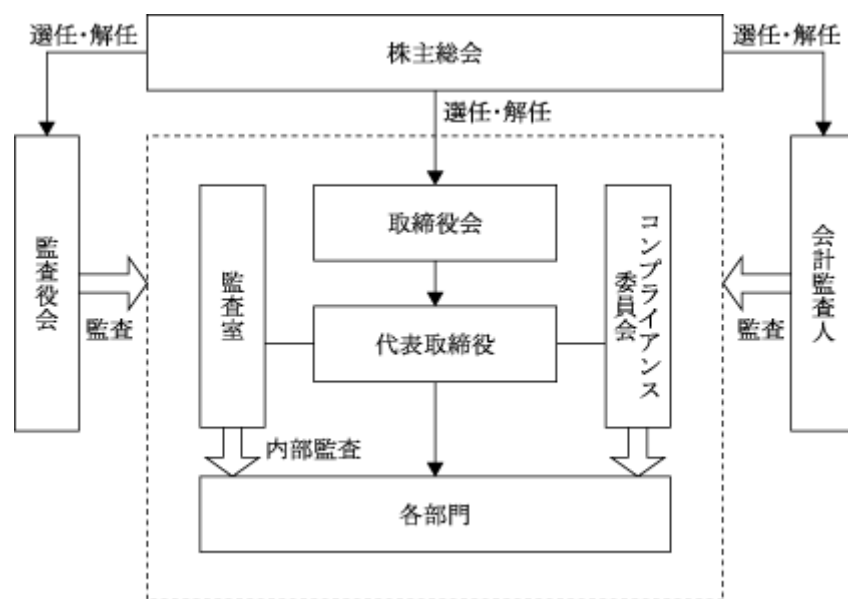 選任・解任
株主総会
選任・解任
選任・解任
監査役会
監査
監査室
取締役会
代表取締役
コンプライアンス
委員会
監査
会計監査人
内部監査
各部門